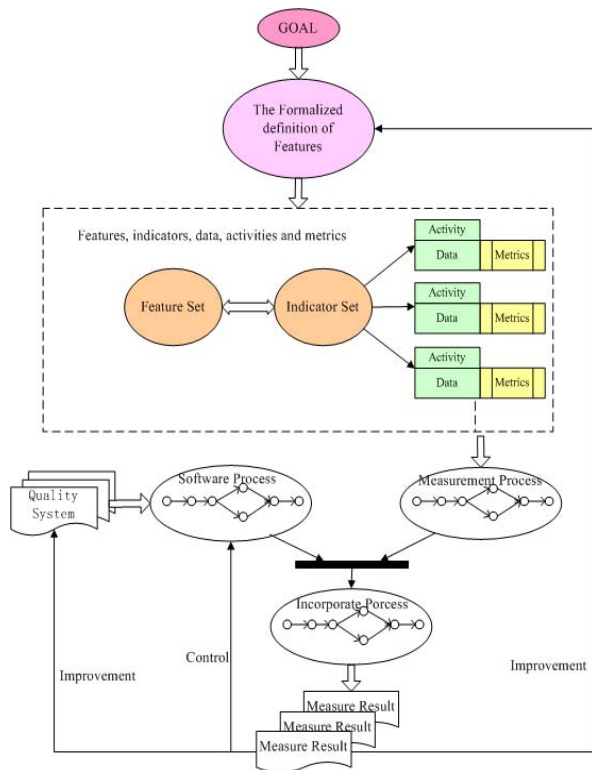 GOAL
The Formalized
definition of
Features
Features, indicators, data, activities and metrics
Activity
Data Metrics
Feature Set
Indicator Set
Activity
Data Metrics
Activity
Data Metrics
Quality
System
Software Process
Measurement Process
Incorporate Porcess
Improvement
Control
Improvement
Measure Result
Measure Result
Measure Result